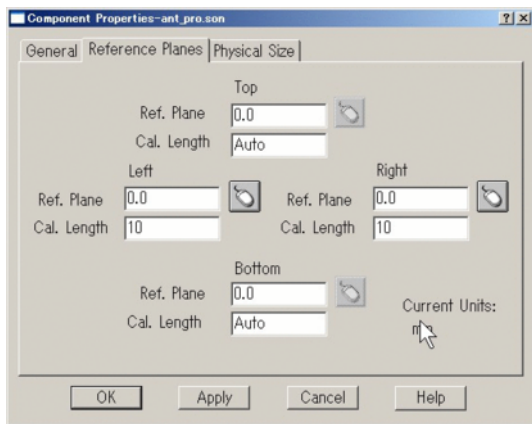 Component Properties-ant_pro.son
General Reference Planes Physical Size
Top
Ref. Plane 0.0
Cal. Length Auto
Left Right
Ref. Plane 0.0 Ref. Plane 0.0
Cal. Length 10 Cal. Length 10
Bottom
Ref. Plane 0.0
Cal. Length Auto
Current Units:
OK Apply Cancel Help